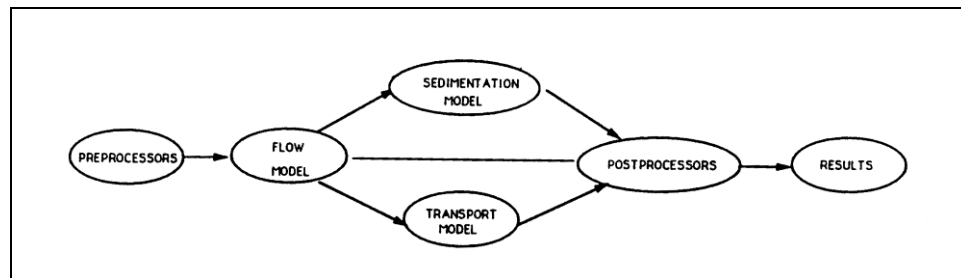 PREPROCESSORS
FLOW
MODEL
SEDIMENTATION
MODEL
TRANSPORT
MODEL
POSTPROCESSORS
RESULTS